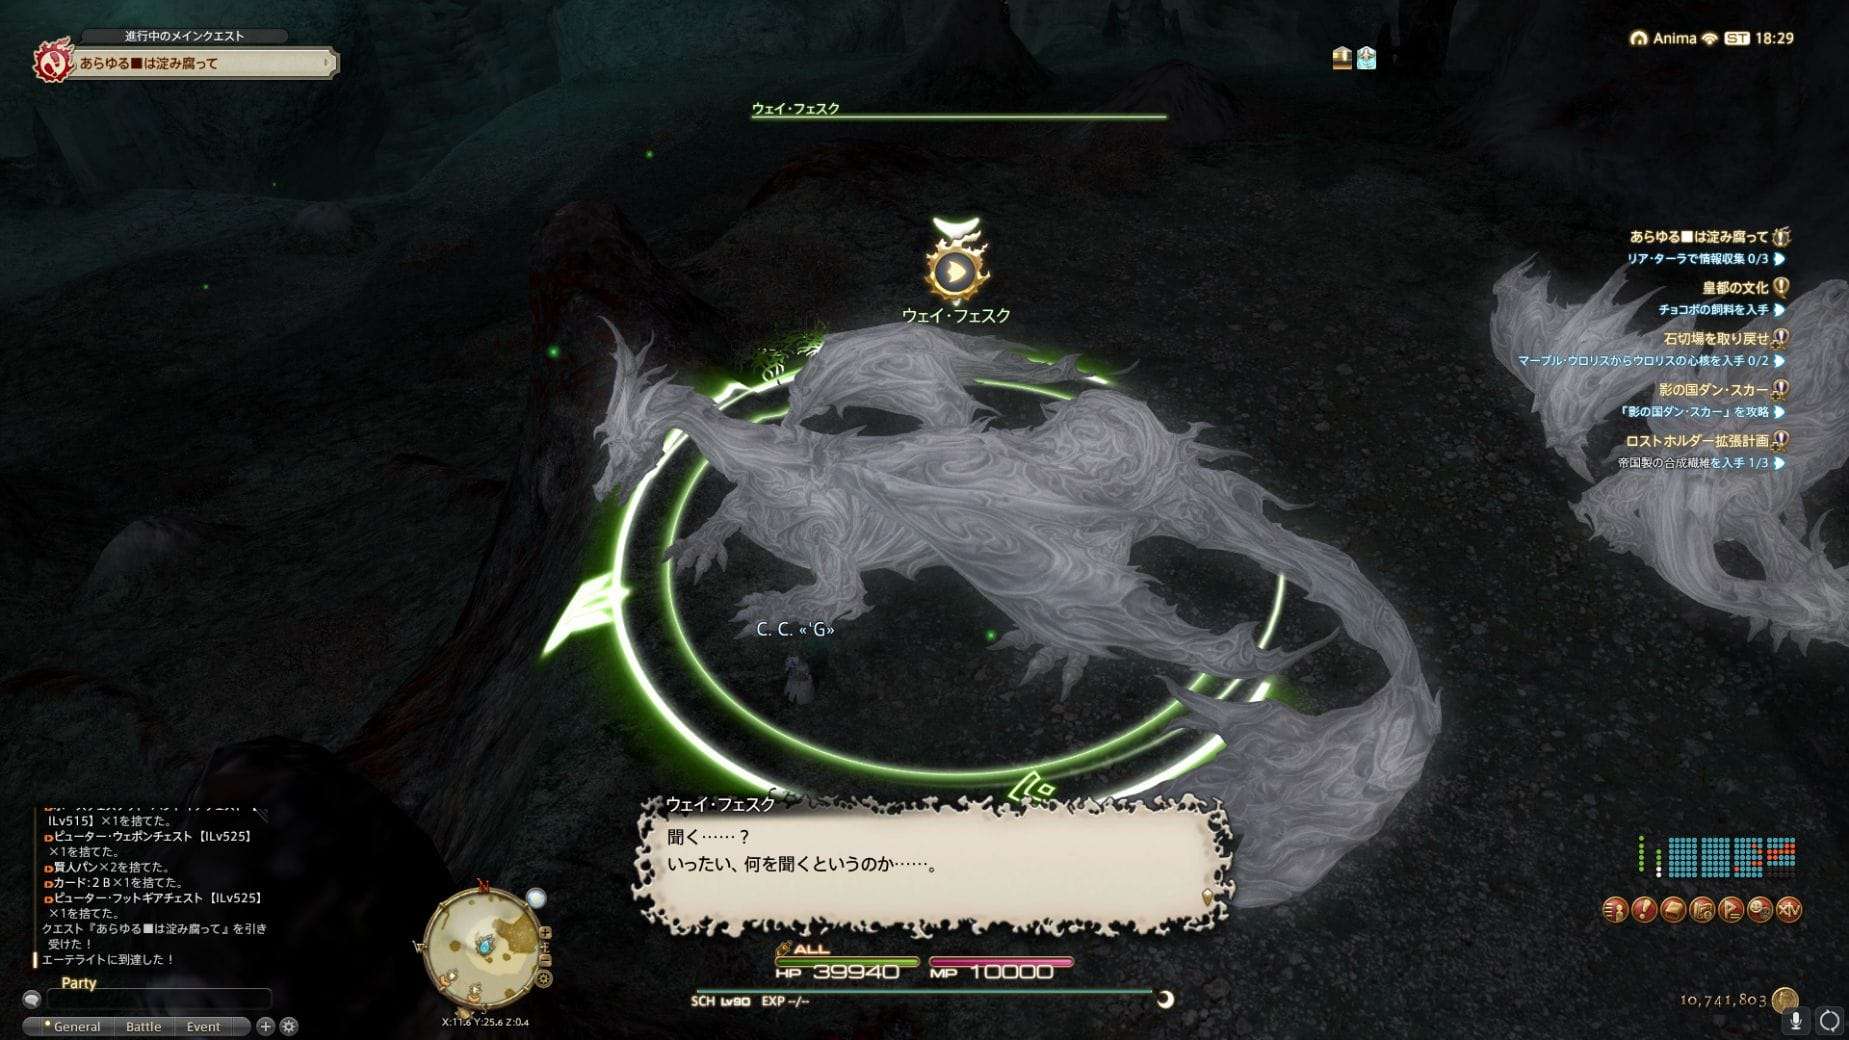 進行中のメインクエスト
あらゆる■は淀み腐って
Anima ST 18:29
ウェイ・フェスク
ウェイ・フェスク
あらゆる■は淀み腐って
リア・ターラで情報収集 0/3
皇都の文化
チョコボの飼料を入手
石切場を取り戻せ
マーブル・ウロリスからウロリスの心核を入手 0/2
影の国ダン・スカー
「影の国ダン・スカー」を攻略
ロストホルダー拡張計画
帝国製の合成繊維を入手 1/3
C. C. «'G»
ウェイ・フェスク
聞く……？
いったい、何を聞くというのか……。
ILv515】×1を捨てた。
ピューター・ウェポンチェスト【ILv525】
×1を捨てた。
賢人パン×2を捨てた。
カード:2B×1を捨てた。
ピューター・フットギアチェスト【ILv525】
×1を捨てた。
クエスト『あらゆる■は淀み腐って』を引き
受けた！
エーテライトに到達した！
Party
General Battle Event
N
W
X:11.6 Y:25.6 Z:0.4
ALL
HP 39940 MP 10000
SCH Lv90 EXP --/--
XIV
10,741,803